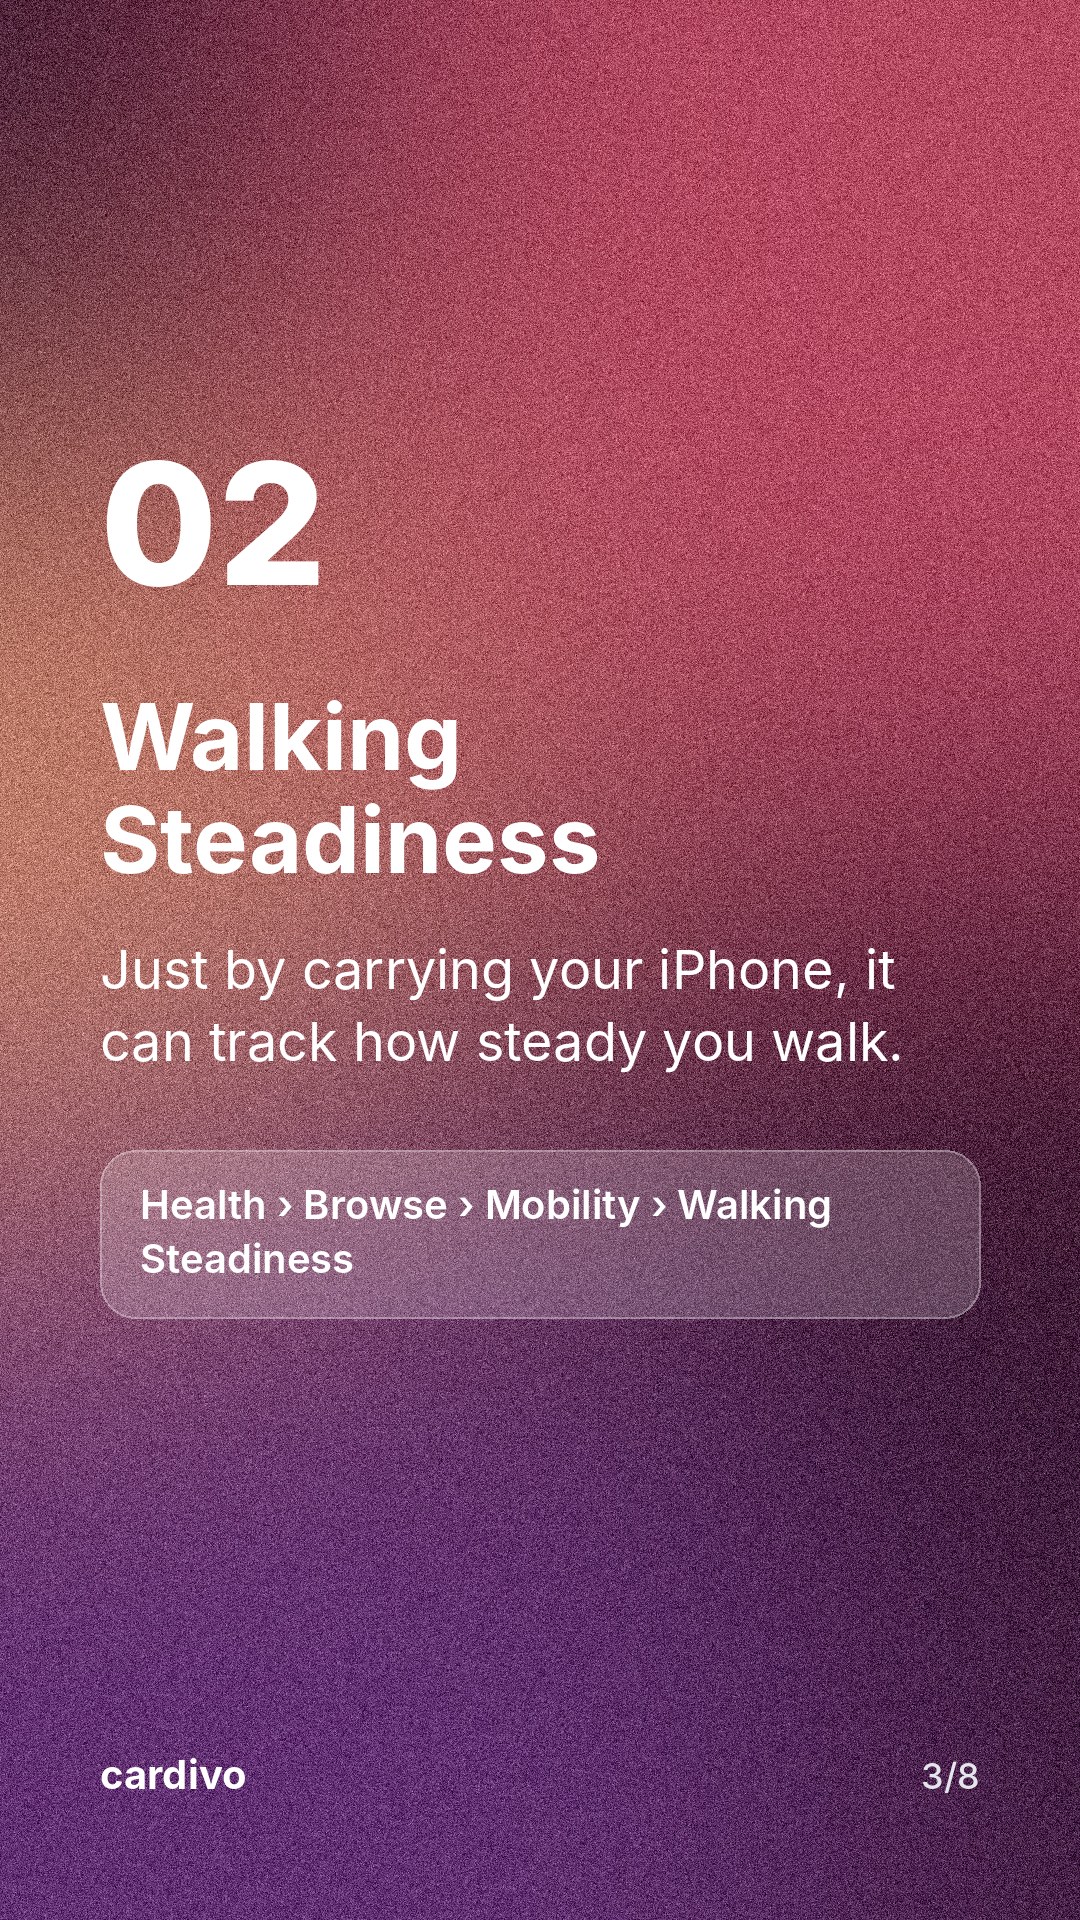 02
Walking
Steadiness
Just by carrying your iPhone, it
can track how steady you walk.
Health › Browse › Mobility › Walking
Steadiness
cardivo
3/8